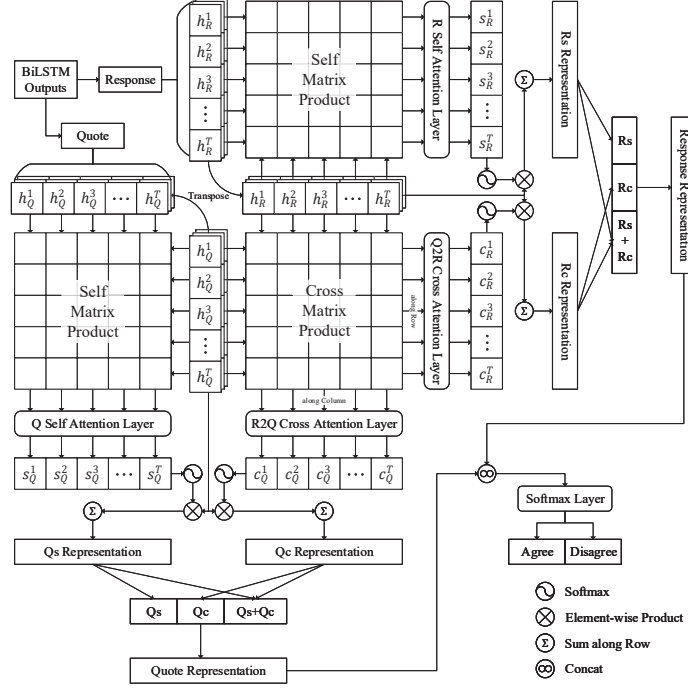 BiLSTM
Outputs
Response
Quote
h_R^1
h_R^2
h_R^3
⋮
h_R^T
Self
Matrix
Product
R Self Attention Layer
s_R^1
s_R^2
s_R^3
⋮
s_R^T
Σ
Rs Representation
Rs
Rc
Rs
+
Rc
Response Representation
h_Q^1 h_Q^2 h_Q^3 ⋯ h_Q^T
Transpose
h_R^1 h_R^2 h_R^3 ⋯ h_R^T
Self
Matrix
Product
h_Q^1
h_Q^2
h_Q^3
⋮
h_Q^T
Cross
Matrix
Product
along Row
along Column
Q2R Cross Attention Layer
c_R^1
c_R^2
c_R^3
⋮
c_R^T
Σ
Rc Representation
Q Self Attention Layer
R2Q Cross Attention Layer
s_Q^1 s_Q^2 s_Q^3 ⋯ s_Q^T
c_Q^1 c_Q^2 c_Q^3 ⋯ c_Q^T
Σ
Σ
Qs Representation
Qc Representation
Qs Qc Qs+Qc
Quote Representation
∞
Softmax Layer
Agree Disagree
Softmax
Element-wise Product
Σ Sum along Row
∞ Concat